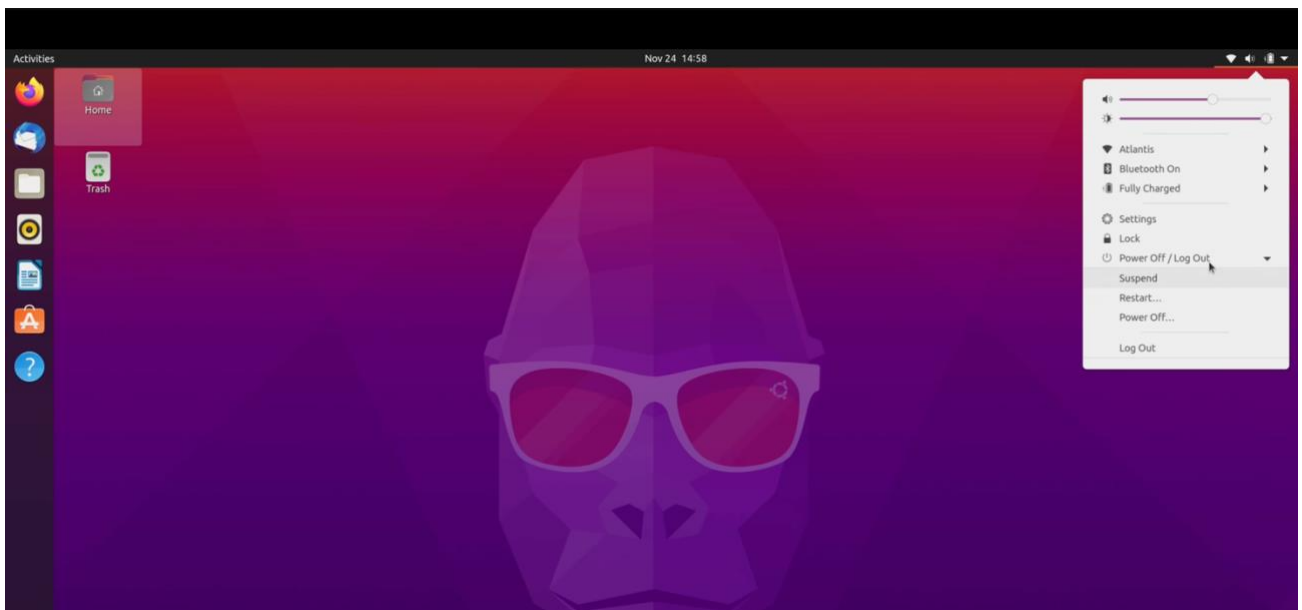 Activities
Nov 24 14:58
Home
Trash
Atlantis
Bluetooth On
Fully Charged
Settings
Lock
Power Off / Log Out
Suspend
Restart...
Power Off...
Log Out